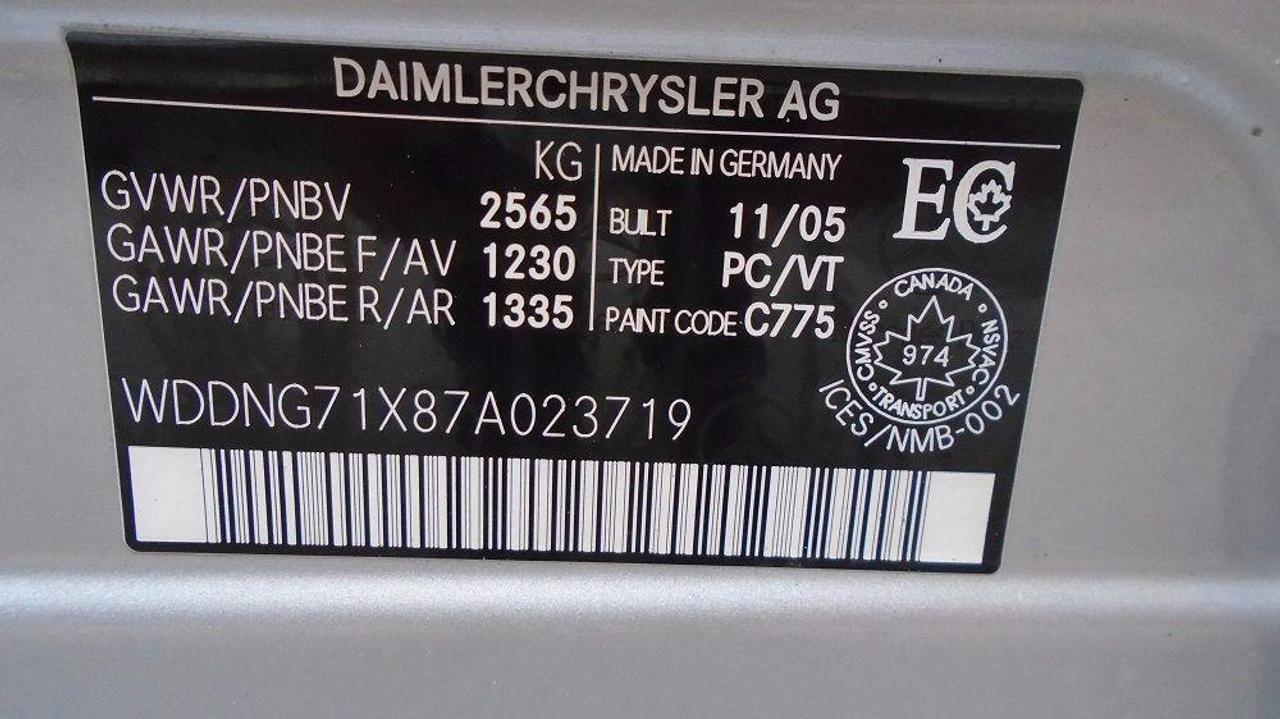 DAIMLERCHRYSLER AG
KG
GVWR/PNBV 2565
GAWR/PNBE F/AV 1230
GAWR/PNBE R/AR 1335
MADE IN GERMANY
BUILT 11/05
TYPE PC/VT
PAINT CODE C775
EC
CANADA
CMVSS
NSVAC
974
TRANSPORT
ICES/NMB-002
WDDNG71X87A023719